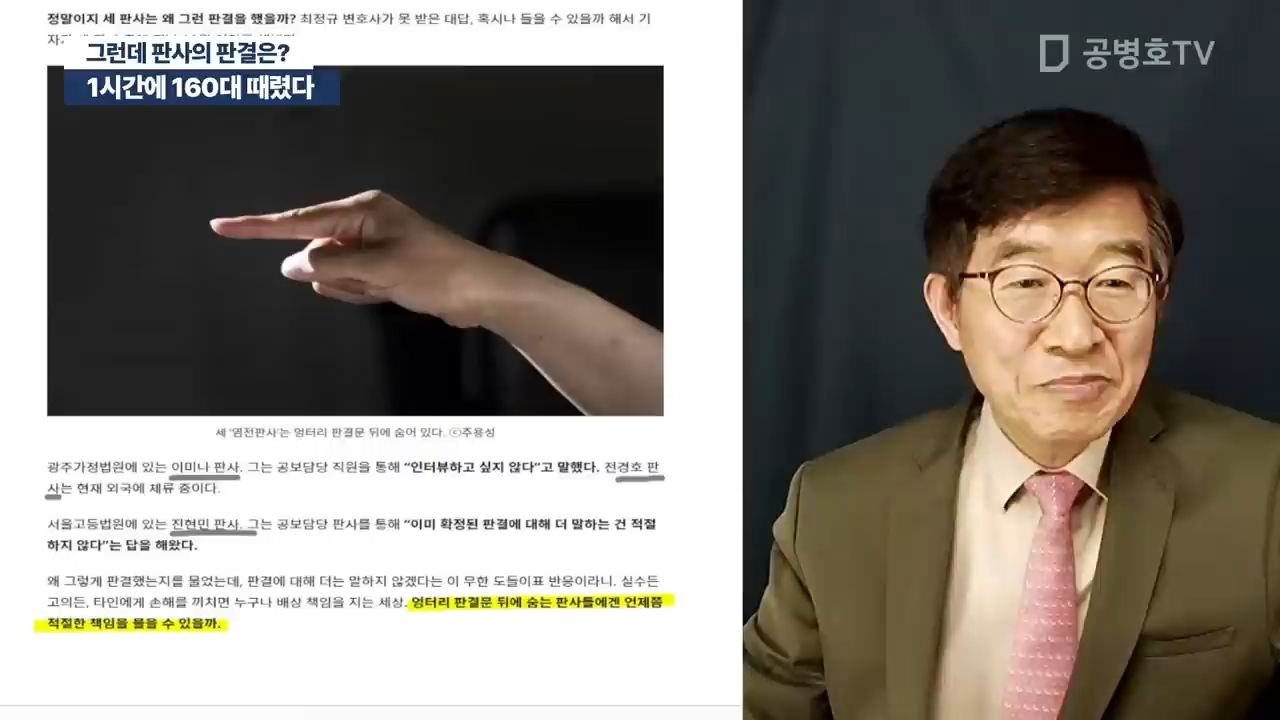 정말이지 세 판사는 왜 그런 판결을 했을까? 최정규 변호사가 못 받은 대답, 혹시나 들을 수 있을까 해서 기
그런데 판사의 판결은?
1시간에 160대 때렸다
공병호TV
세 '염전판사'는 엉터리 판결문 뒤에 숨어 있다. ⓒ주용성
광주가정법원에 있는 이미나 판사. 그는 공보담당 직원을 통해 “인터뷰하고 싶지 않다”고 말했다. 전경호 판
사는 현재 외국에 체류 중이다.
서울고등법원에 있는 진현민 판사. 그는 공보담당 판사를 통해 “이미 확정된 판결에 대해 더 말하는 건 적절
하지 않다”는 답을 해왔다.
왜 그렇게 판결했는지를 물었는데, 판결에 대해 더는 말하지 않겠다는 이 무한 도돌이표 반응이라니. 실수든
고의든, 타인에게 손해를 끼치면 누구나 배상 책임을 지는 세상. 엉터리 판결문 뒤에 숨는 판사들에겐 언제쯤
적절한 책임을 물을 수 있을까.